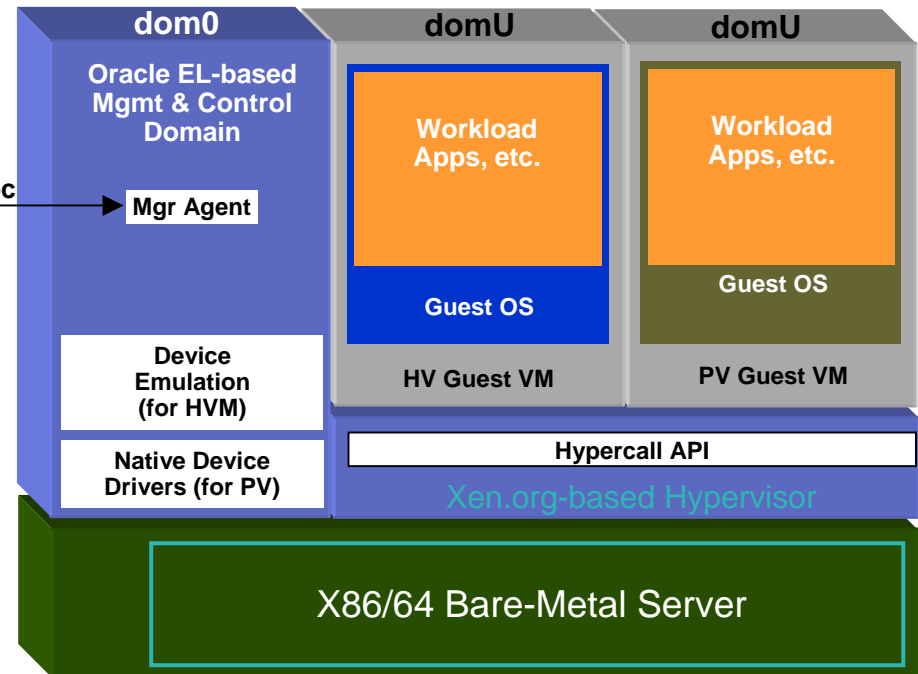 dom0
domU
domU
Oracle EL-based
Mgmt & Control
Domain
c
Mgr Agent
Device
Emulation
(for HVM)
Native Device
Drivers (for PV)
Workload
Apps, etc.
Guest OS
HV Guest VM
Workload
Apps, etc.
Guest OS
PV Guest VM
Hypercall API
Xen.org-based Hypervisor
X86/64 Bare-Metal Server